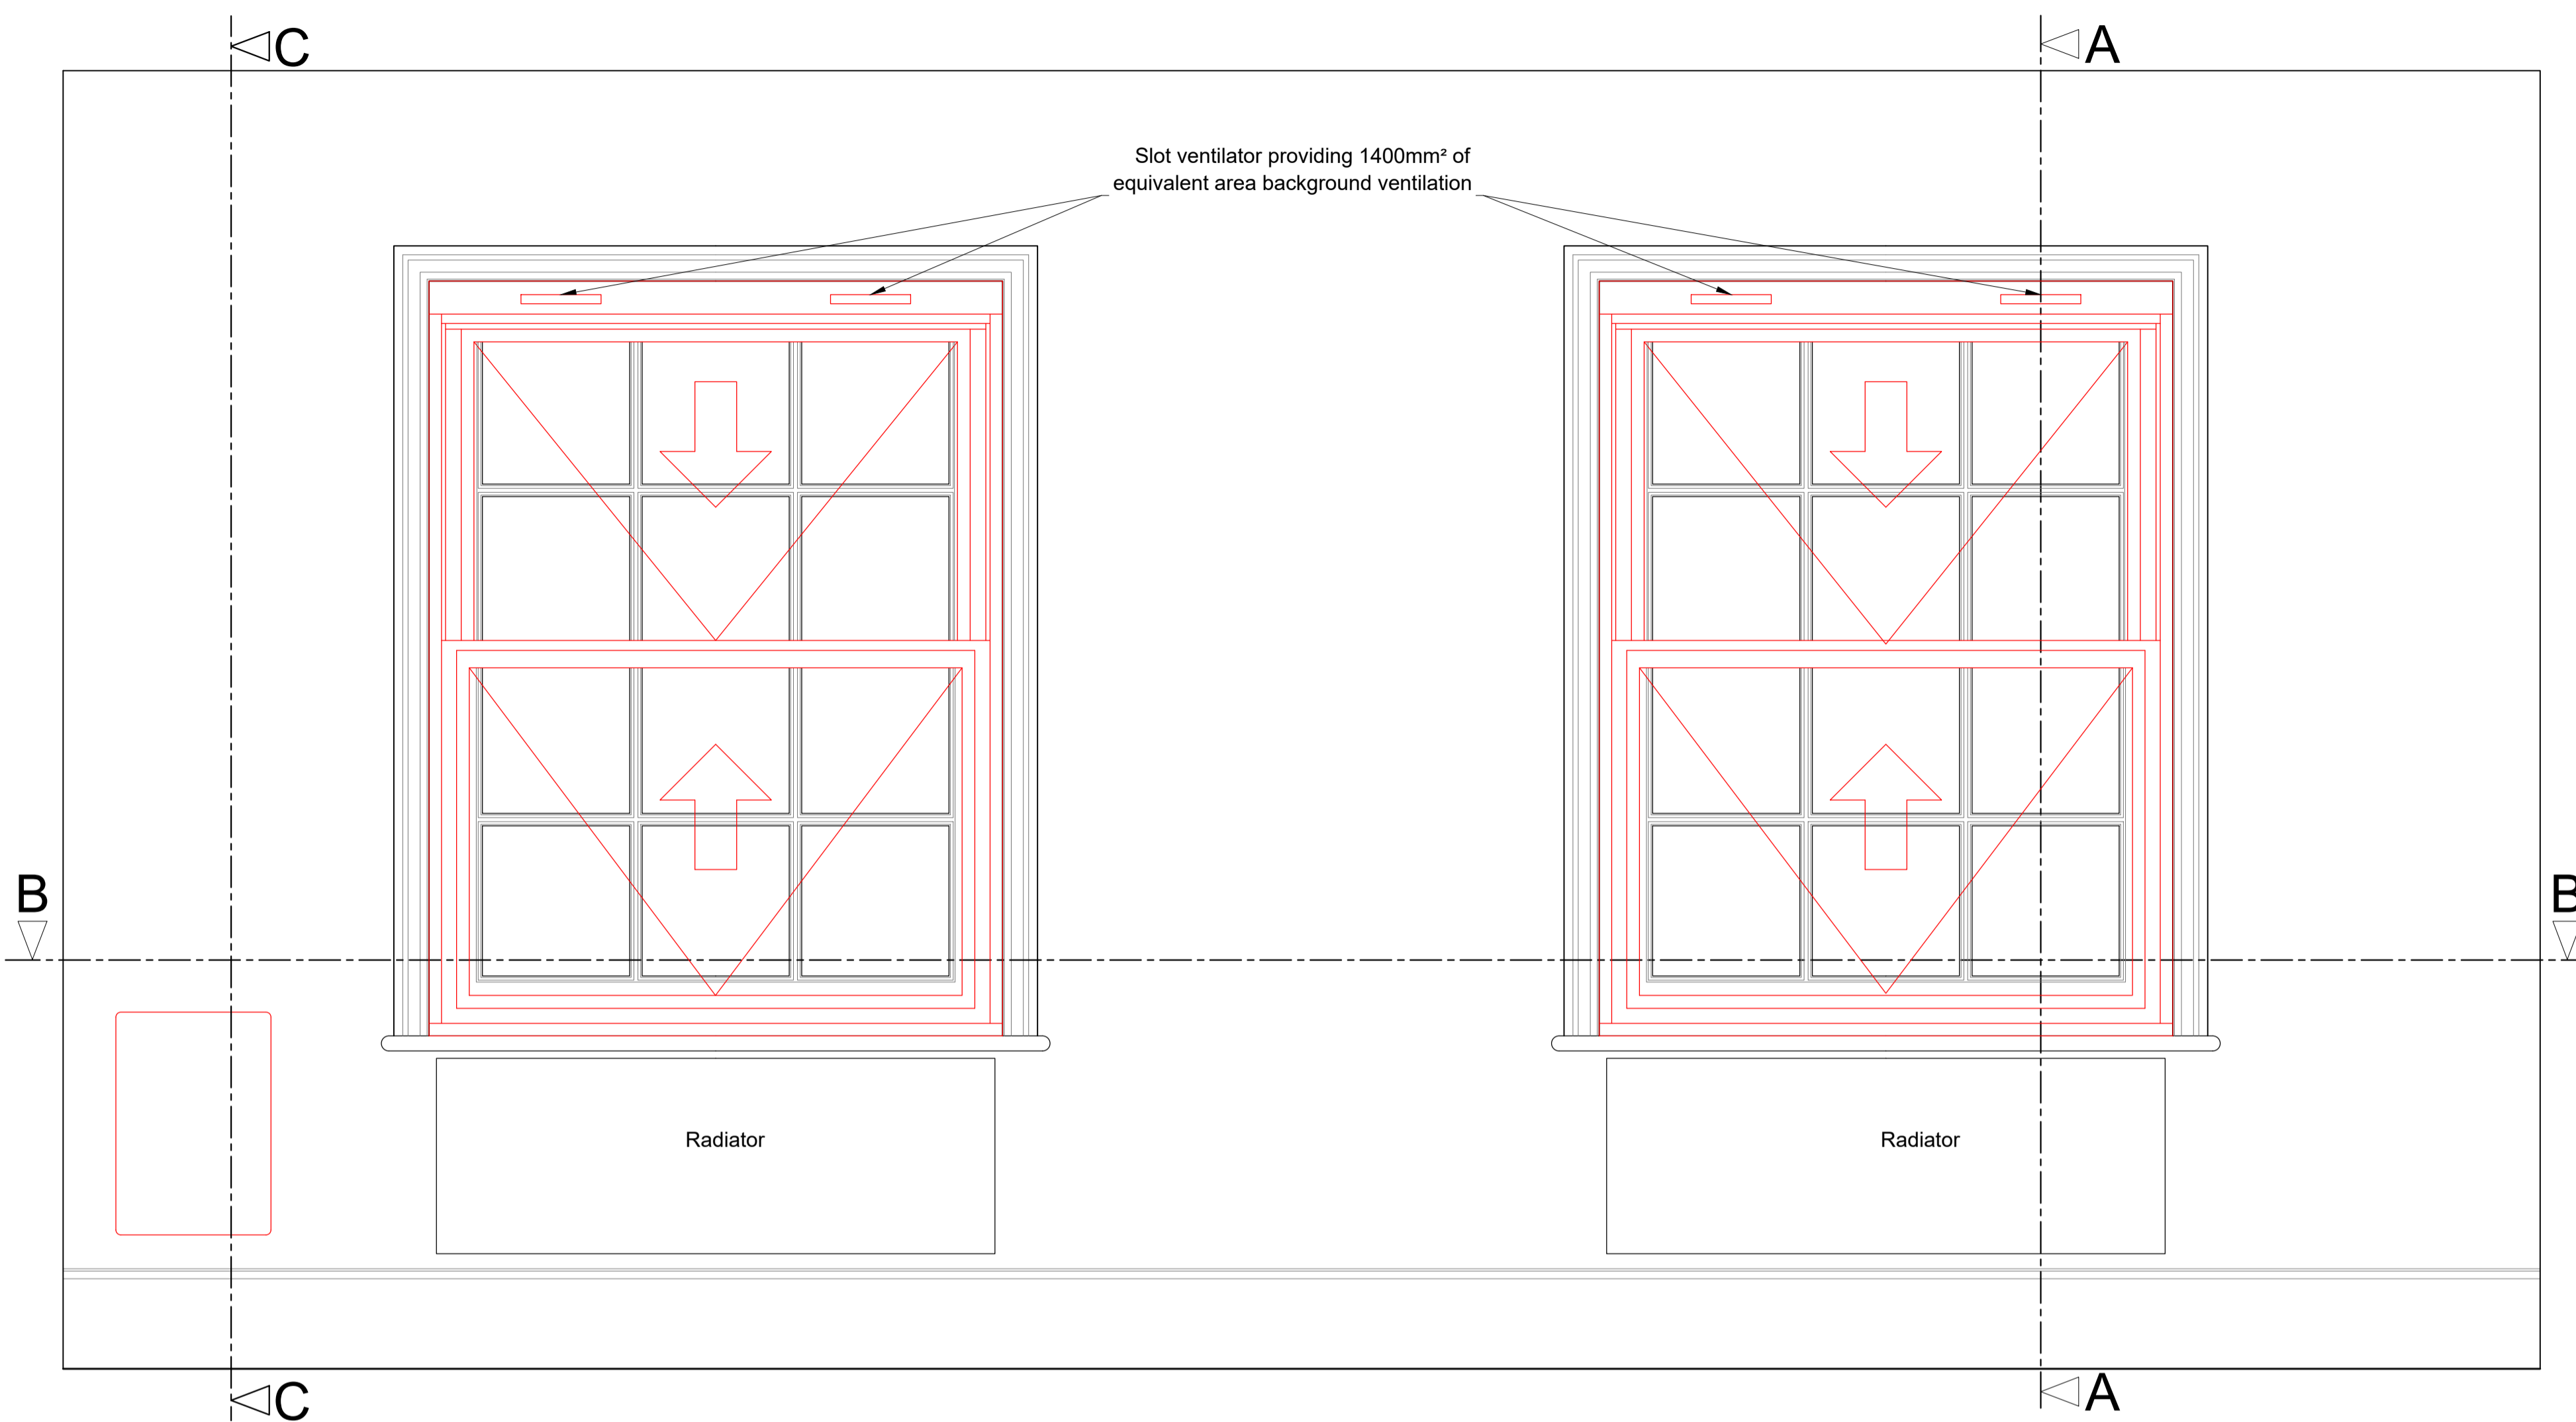 C
A
Slot ventilator providing 1400mm² of
equivalent area background ventilation
B
B
Radiator
Radiator
C
A